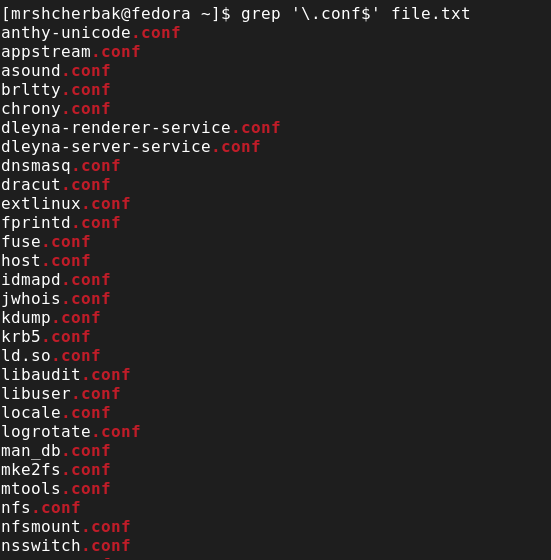 [mrshcherbak@fedora ~]$ grep '\.conf$' file.txt
anthy-unicode.conf
appstream.conf
asound.conf
brltty.conf
chrony.conf
dleyna-renderer-service.conf
dleyna-server-service.conf
dnsmasq.conf
dracut.conf
extlinux.conf
fprintd.conf
fuse.conf
host.conf
idmapd.conf
jwhois.conf
kdump.conf
krb5.conf
ld.so.conf
libaudit.conf
libuser.conf
locale.conf
logrotate.conf
man_db.conf
mke2fs.conf
mtools.conf
nfs.conf
nfsmount.conf
nsswitch.conf